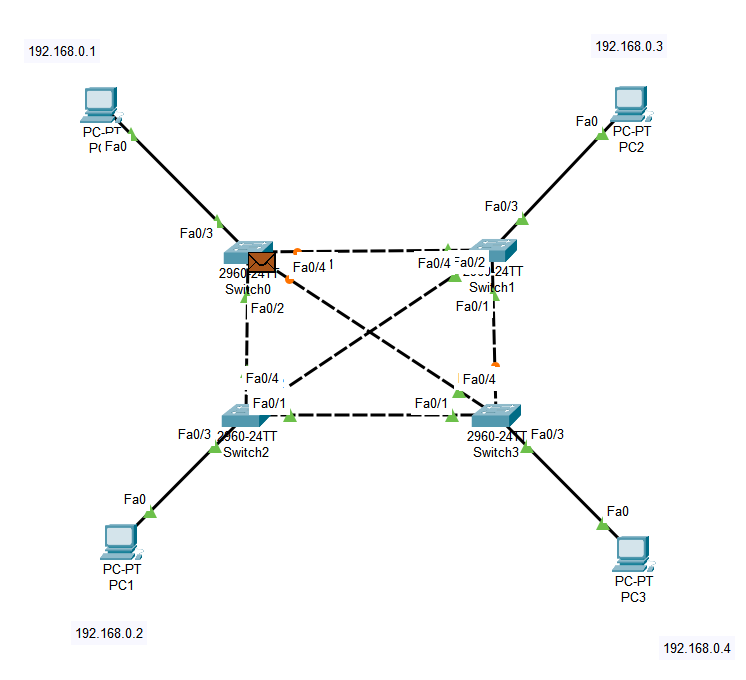 192.168.0.1
192.168.0.3
PC-PT
Fa0
Fa0
PC-PT
PC2
Fa0/3
Fa0/3
Fa0/4
1
Fa0/4
Fa0/2
2960-24TT
Switch0
Switch1
Fa0/2
Fa0/1
Fa0/4
Fa0/4
Fa0/1
Fa0/1
Fa0/3
2960-24TT
Switch2
2960-24TT
Switch3
Fa0/3
Fa0
Fa0
PC-PT
PC1
PC-PT
PC3
192.168.0.2
192.168.0.4